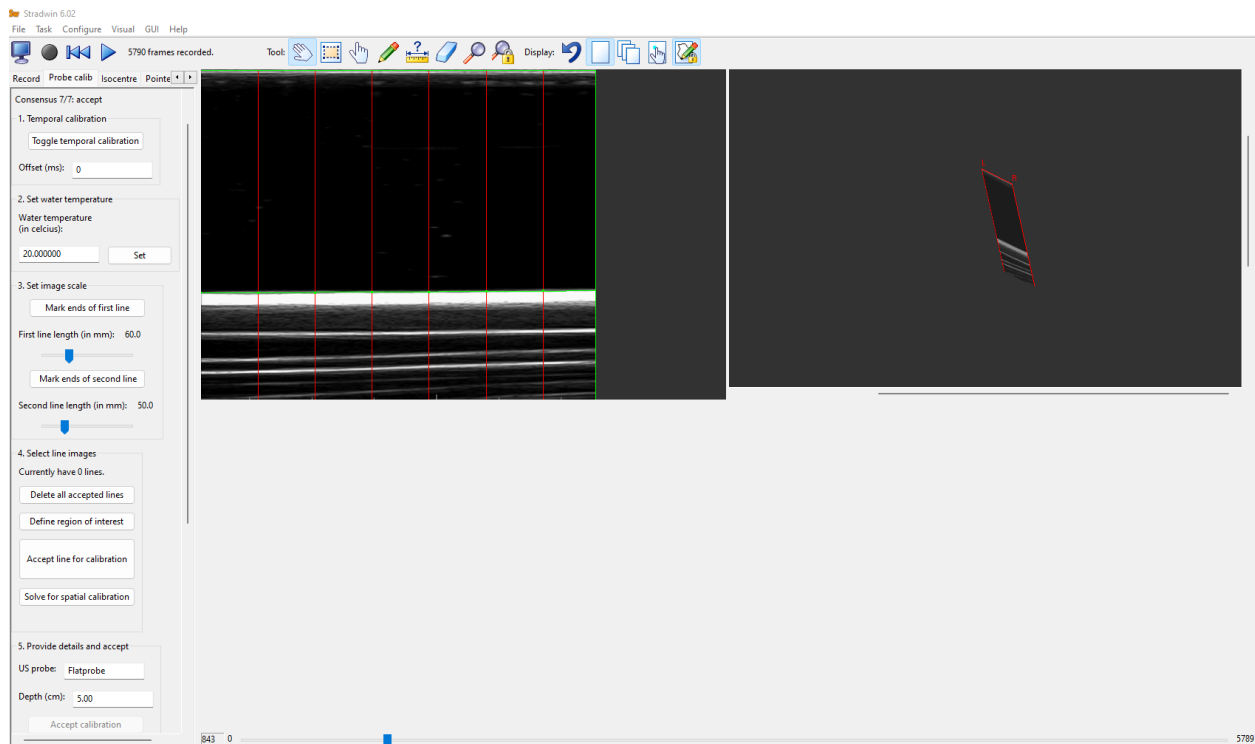 Stradwin 6.02
File Task Configure Visual GUI Help
5790 frames recorded.
Tool:
Display:
Record Probe calib Isocentre Pointe
Consensus 7/7: accept
1. Temporal calibration
Toggle temporal calibration
Offset (ms): 0
2. Set water temperature
Water temperature
(in celcius):
20.000000 Set
3. Set image scale
Mark ends of first line
First line length (in mm): 60.0
Mark ends of second line
Second line length (in mm): 50.0
4. Select line images
Currently have 0 lines.
Delete all accepted lines
Define region of interest
Accept line for calibration
Solve for spatial calibration
5. Provide details and accept
US probe: Flatprobe
Depth (cm): 5.00
Accept calibration
843 0 5789